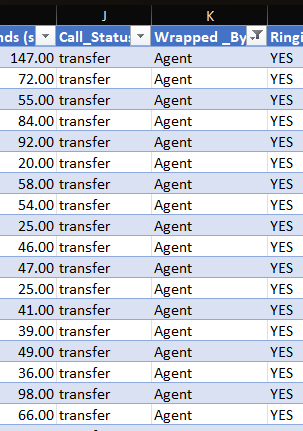 J K
nds (s Call_Status Wrapped _By Ringi
147.00 transfer Agent YES
72.00 transfer Agent YES
55.00 transfer Agent YES
84.00 transfer Agent YES
92.00 transfer Agent YES
20.00 transfer Agent YES
58.00 transfer Agent YES
54.00 transfer Agent YES
25.00 transfer Agent YES
46.00 transfer Agent YES
47.00 transfer Agent YES
25.00 transfer Agent YES
41.00 transfer Agent YES
39.00 transfer Agent YES
49.00 transfer Agent YES
36.00 transfer Agent YES
98.00 transfer Agent YES
66.00 transfer Agent YES